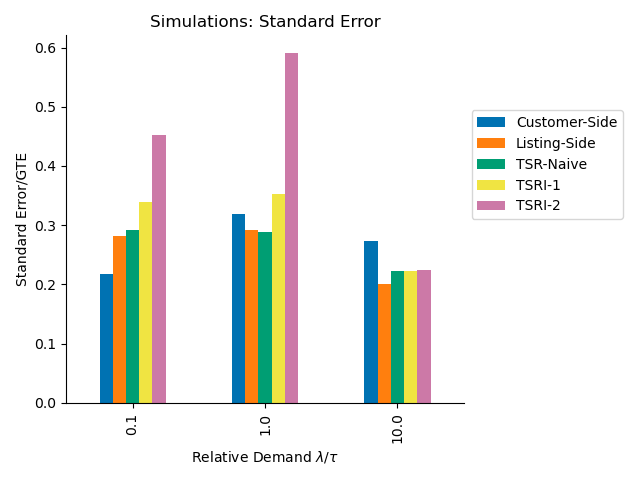 Simulations: Standard Error
Standard Error/GTE
0.6
0.5
0.4
0.3
0.2
0.1
0.0
0.1
1.0
10.0
Relative Demand λ/τ
Customer-Side
Listing-Side
TSR-Naive
TSRI-1
TSRI-2